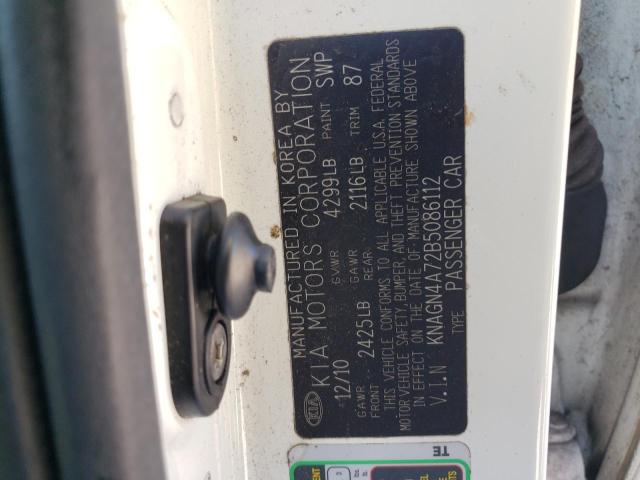 MANUFACTURED IN KOREA BY
KIA KIA MOTORS CORPORATION
12/10 GVWR 4299LB PAINT SWP
GAWR FRONT 2425LB GAWR REAR 2116LB TRIM 87
THIS VEHICLE CONFORMS TO ALL APPLICABLE U.S.A. FEDERAL
MOTOR VEHICLE SAFETY, BUMPER, AND THEFT PREVENTION STANDARDS
IN EFFECT ON THE DATE OF MANUFACTURE SHOWN ABOVE
V.I.N KNAGN4A72B5086112
TYPE PASSENGER CAR
TE